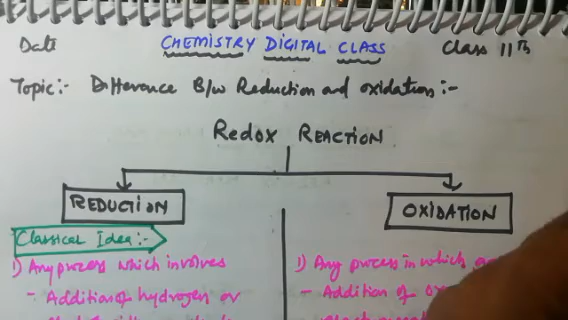 Date CHEMISTRY DIGITAL CLASS Class 11th
Topic:- Difference B/w Reduction and oxidation:-
Redox REACTION
REDUCTION OXIDATION
Classical Idea:-
1) Any process which involves 1) Any process in which
- Addition of hydrogen or - Addition of